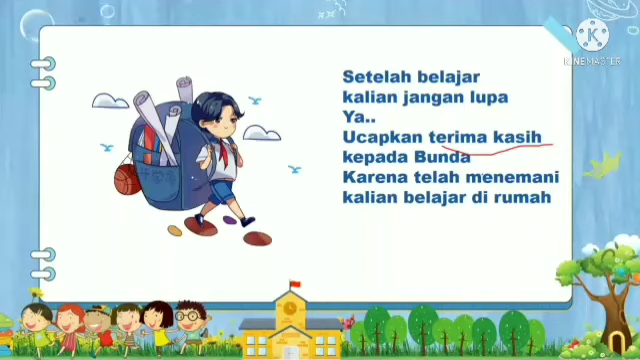 KINEMASTER
Setelah belajar
kalian jangan lupa
Ya..
Ucapkan terima kasih
kepada Bunda
Karena telah menemani
kalian belajar di rumah